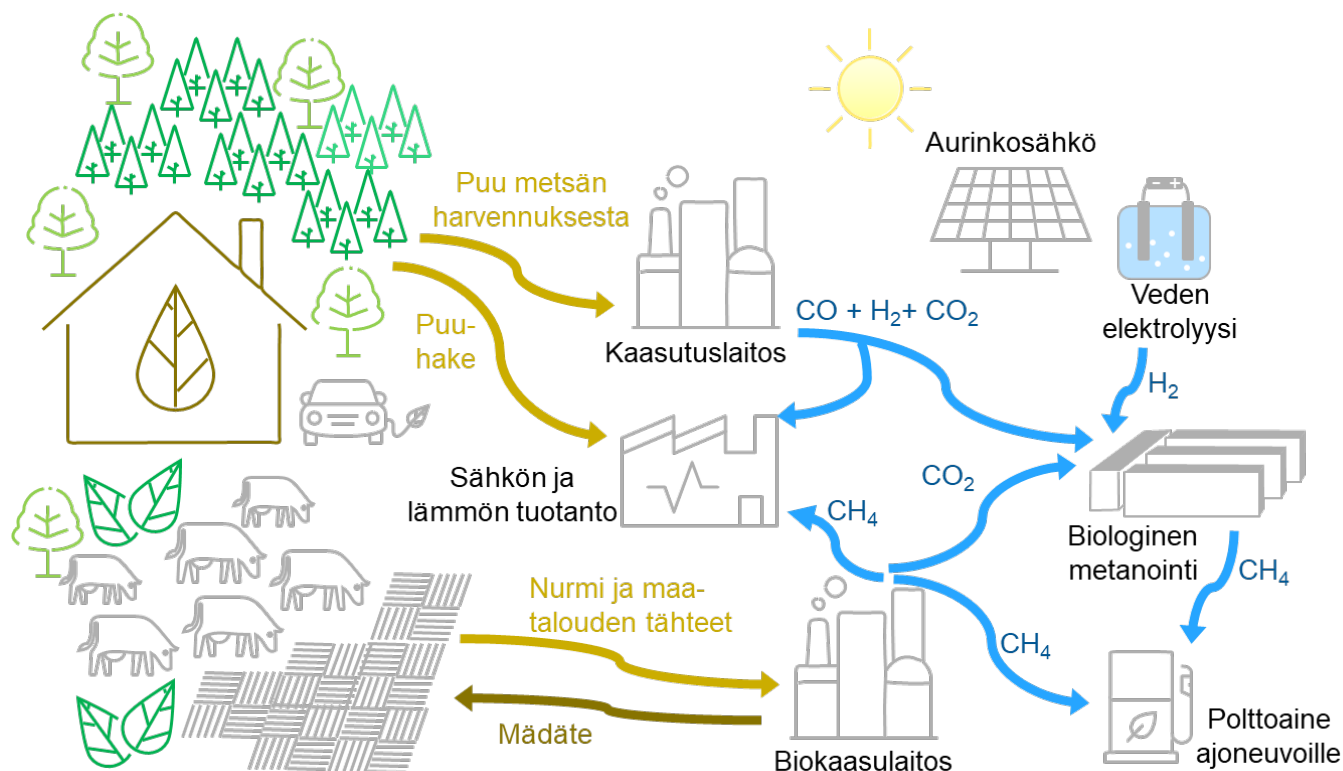 Aurinkosähkö
Puu metsän
harvennuksesta
Veden
elektrolyysi
CO + H₂+ CO₂
Puu-
hake
Kaasutuslaitos
H₂
Sähkön ja
lämmön tuotanto
CO₂
CH₄
Biologinen
metanointi
CH₄
Nurmi ja maa-
talouden tähteet
CH₄
Mädäte
Biokaasulaitos
Polttoaine
ajoneuvoille